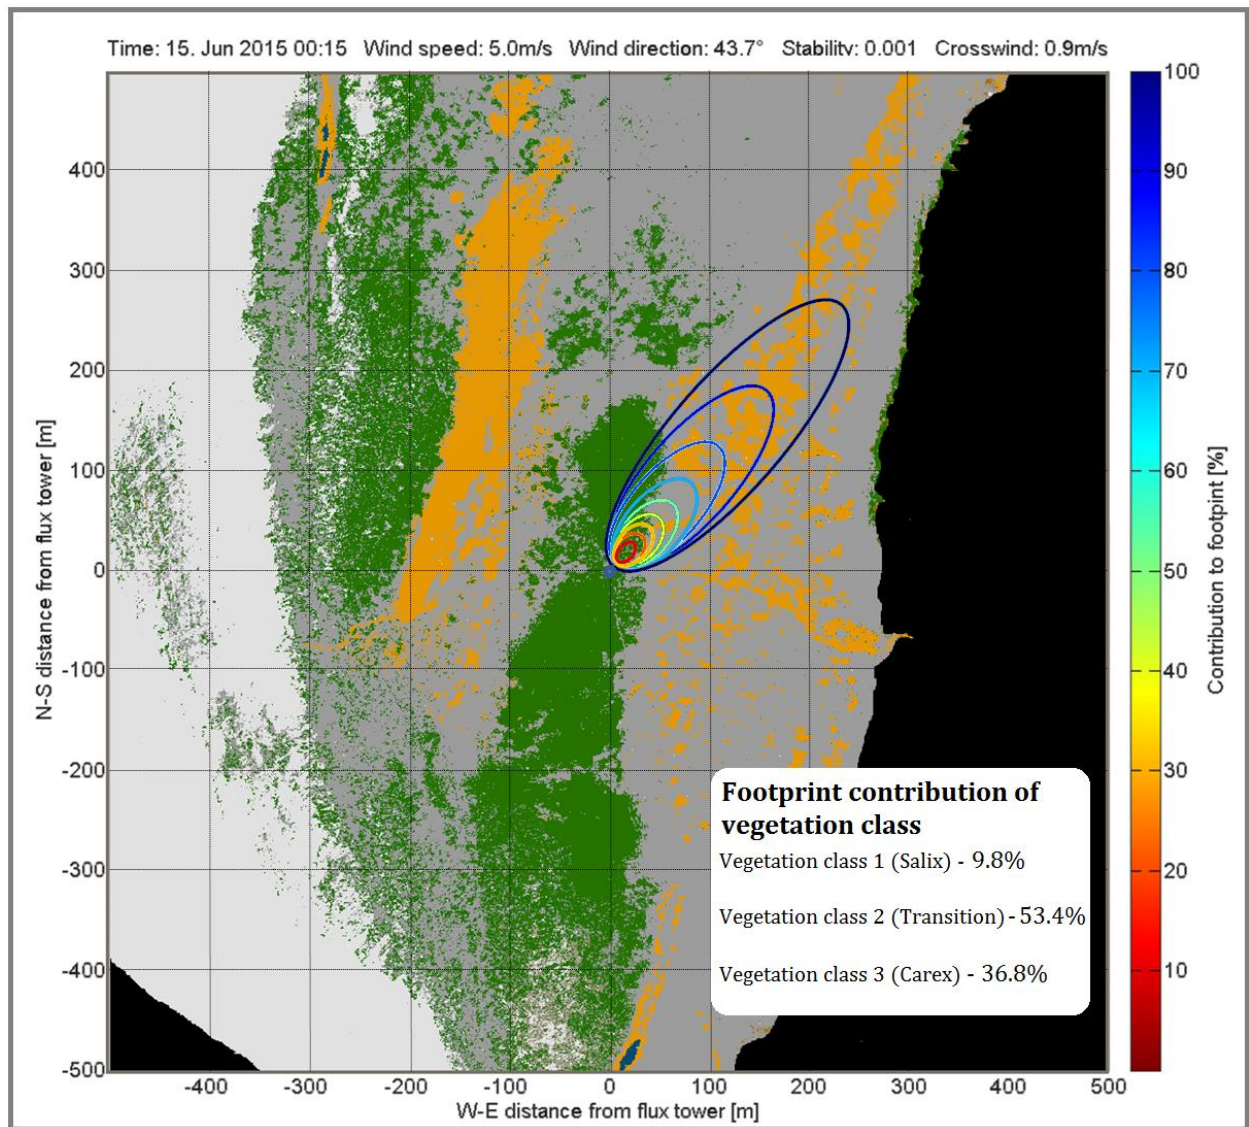 Time: 15. Jun 2015 00:15 Wind speed: 5.0m/s Wind direction: 43.7° Stability: 0.001 Crosswind: 0.9m/s
400
300
200
100
0
-100
-200
-300
-400
-500
N-S distance from flux tower [m]
-400 -300 -200 -100 0 100 200 300 400 500
W-E distance from flux tower [m]
100
90
80
70
60
50
40
30
20
10
Contribution to footpint [%]
Footprint contribution of
vegetation class
Vegetation class 1 (Salix) - 9.8%
Vegetation class 2 (Transition) - 53.4%
Vegetation class 3 (Carex) - 36.8%